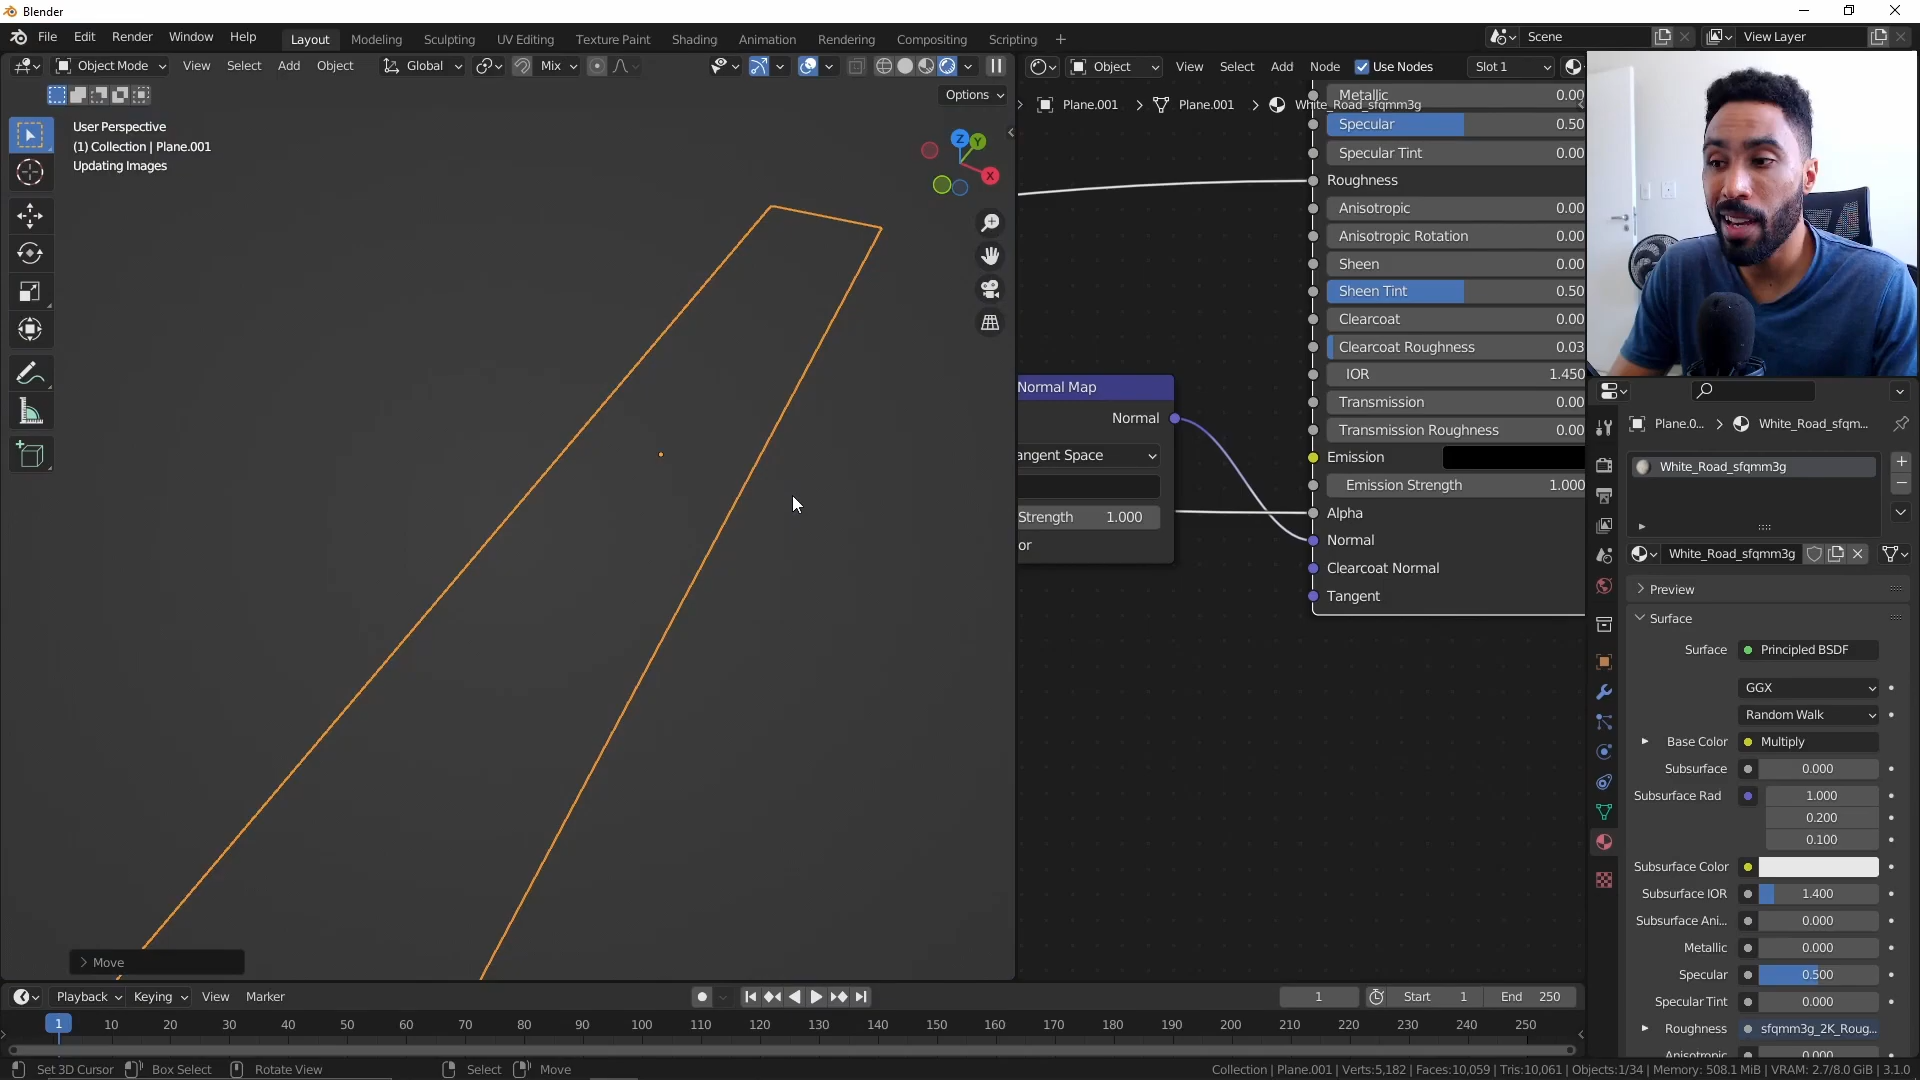 Blender
File Edit Render Window Help
Layout Modeling Sculpting UV Editing Texture Paint Shading Animation Rendering Compositing Scripting +
Scene
View Layer
Object Mode View Select Add Object Global Mix
Object View Select Add Node Use Nodes Slot 1
Options
Plane.001 > Plane.001 > White_Road_sfqmm3g
User Perspective
(1) Collection | Plane.001
Updating Images
Z
Y
X
Metallic 0.00
Specular 0.50
Specular Tint 0.00
Roughness
Anisotropic 0.00
Anisotropic Rotation 0.00
Sheen 0.00
Sheen Tint 0.50
Clearcoat 0.00
Clearcoat Roughness 0.03
IOR 1.450
Transmission 0.00
Transmission Roughness 0.00
Emission
Emission Strength 1.000
Alpha
Normal
Clearcoat Normal
Tangent
Normal Map
Normal
angent Space
Strength 1.000
or
Plane.0... > White_Road_sfqm...
White_Road_sfqmm3g
White_Road_sfqmm3g
Preview
Surface
Surface Principled BSDF
GGX
Random Walk
Base Color Multiply
Subsurface 0.000
Subsurface Rad 1.000
0.200
0.100
Subsurface Color
Subsurface IOR 1.400
Subsurface Ani... 0.000
Metallic 0.000
Specular 0.500
Specular Tint 0.000
Roughness sfqmm3g_2K_Roug...
Anisotropic 0.000
> Move
Playback Keying View Marker
1 Start 1 End 250
1 10 20 30 40 50 60 70 80 90 100 110 120 130 140 150 160 170 180 190 200 210 220 230 240 250
Set 3D Cursor Box Select Rotate View Select Move
Collection | Plane.001 | Verts:5,182 | Faces:10,059 | Tris:10,061 | Objects:1/34 | Memory: 508.1 MiB | VRAM: 2.7/8.0 GiB | 3.1.0